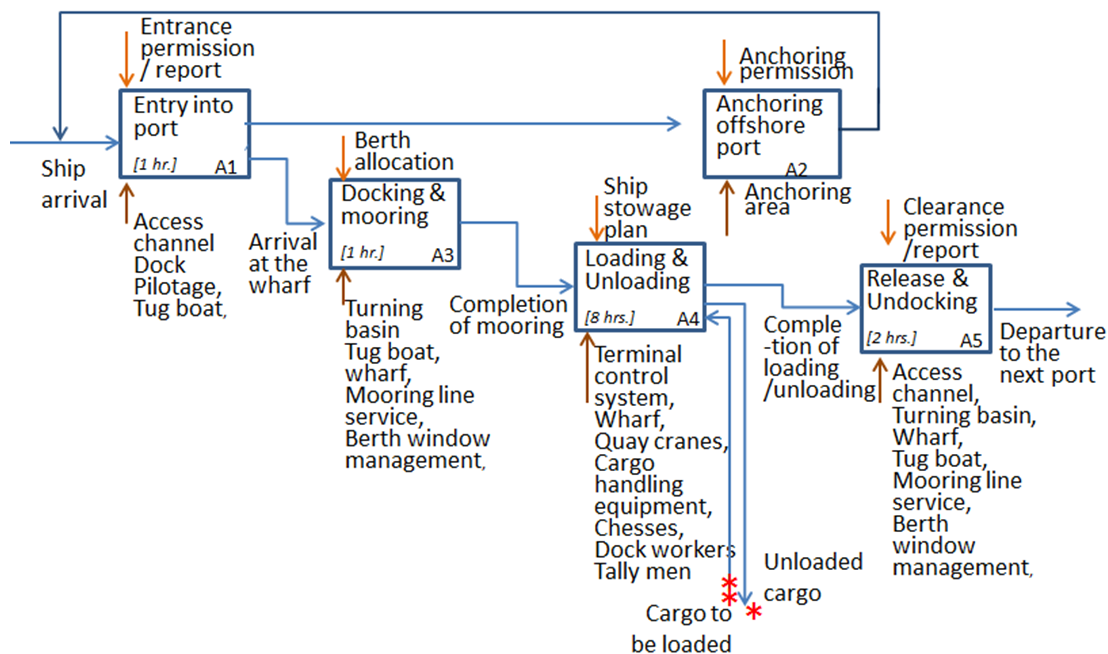 Entrance
permission
/ report
Entry into
port
[1 hr.] A1
Ship
arrival
Access
channel
Dock
Pilotage,
Tug boat,
Arrival
at the
wharf
Berth
allocation
Docking &
mooring
[1 hr.] A3
Turning
basin
Tug boat,
wharf,
Mooring line
service,
Berth window
management,
Completion
of mooring
Ship
stowage
plan
Loading &
Unloading
[8 hrs.] A4
Terminal
control
system,
Wharf,
Quay cranes,
Cargo
handling
equipment,
Chesses,
Dock workers
Tally men
*
*
Cargo to
be loaded
*
Unloaded
cargo
Anchoring
permission
Anchoring
offshore
port
A2
Anchoring
area
Comple
-tion of
loading
/unloading
Clearance
permission
/report
Release &
Undocking
[2 hrs.] A5
Access
channel,
Turning basin,
Wharf,
Tug boat,
Mooring line
service,
Berth
window
management,
Departure
to the
next port